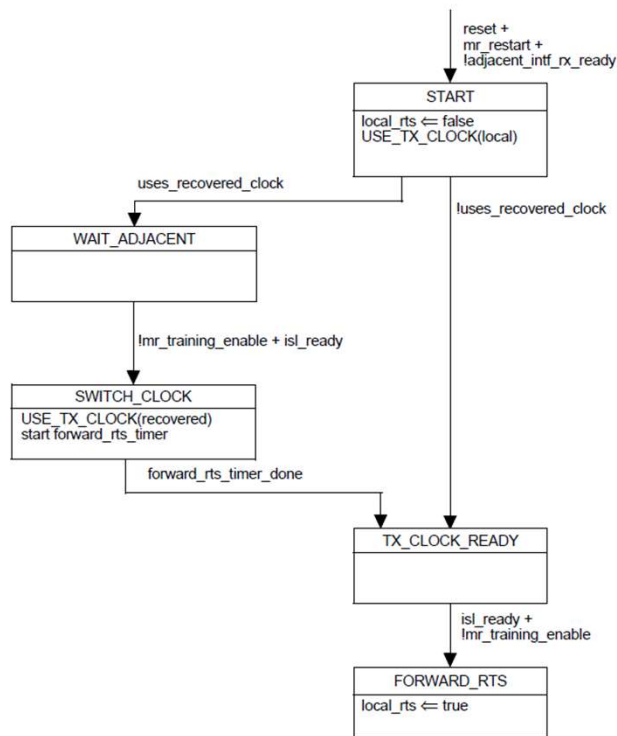 reset +
mr_restart +
!adjacent_intf_rx_ready
START
local_rts ⇐ false
USE_TX_CLOCK(local)
uses_recovered_clock
!uses_recovered_clock
WAIT_ADJACENT
!mr_training_enable + isl_ready
SWITCH_CLOCK
USE_TX_CLOCK(recovered)
start forward_rts_timer
forward_rts_timer_done
TX_CLOCK_READY
isl_ready +
!mr_training_enable
FORWARD_RTS
local_rts ⇐ true